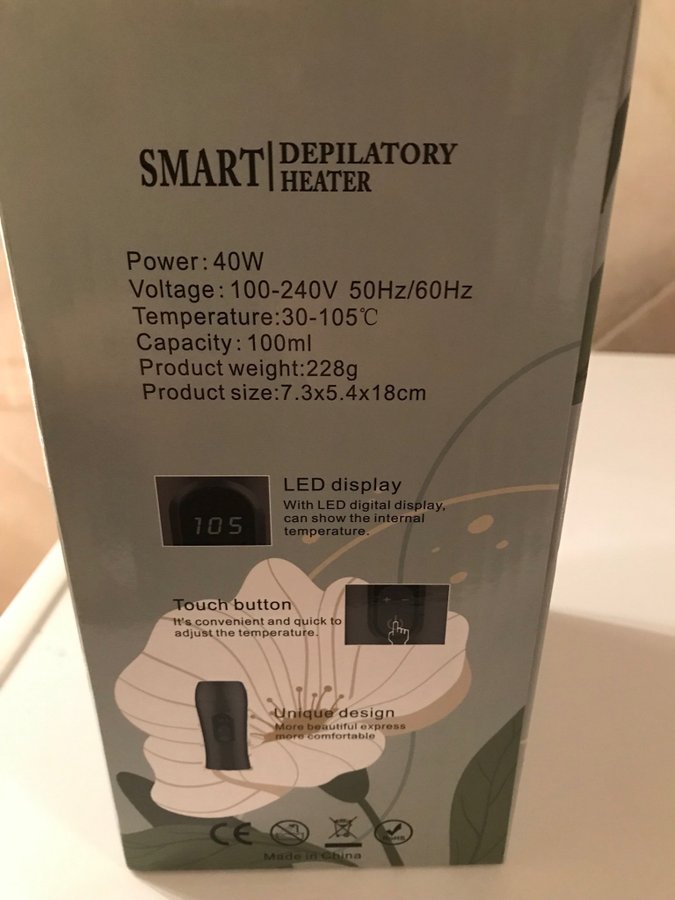 SMART DEPILATORY
HEATER
Power: 40W
Voltage: 100-240V 50Hz/60Hz
Temperature:30-105℃
Capacity: 100ml
Product weight:228g
Product size:7.3x5.4x18cm
105
LED display
With LED digital display,
can show the internal
temperature.
Touch button
It's convenient and quick to
adjust the temperature.
+ −
Unique design
More beautiful express
more comfortable
CE
RoHS
Made in China